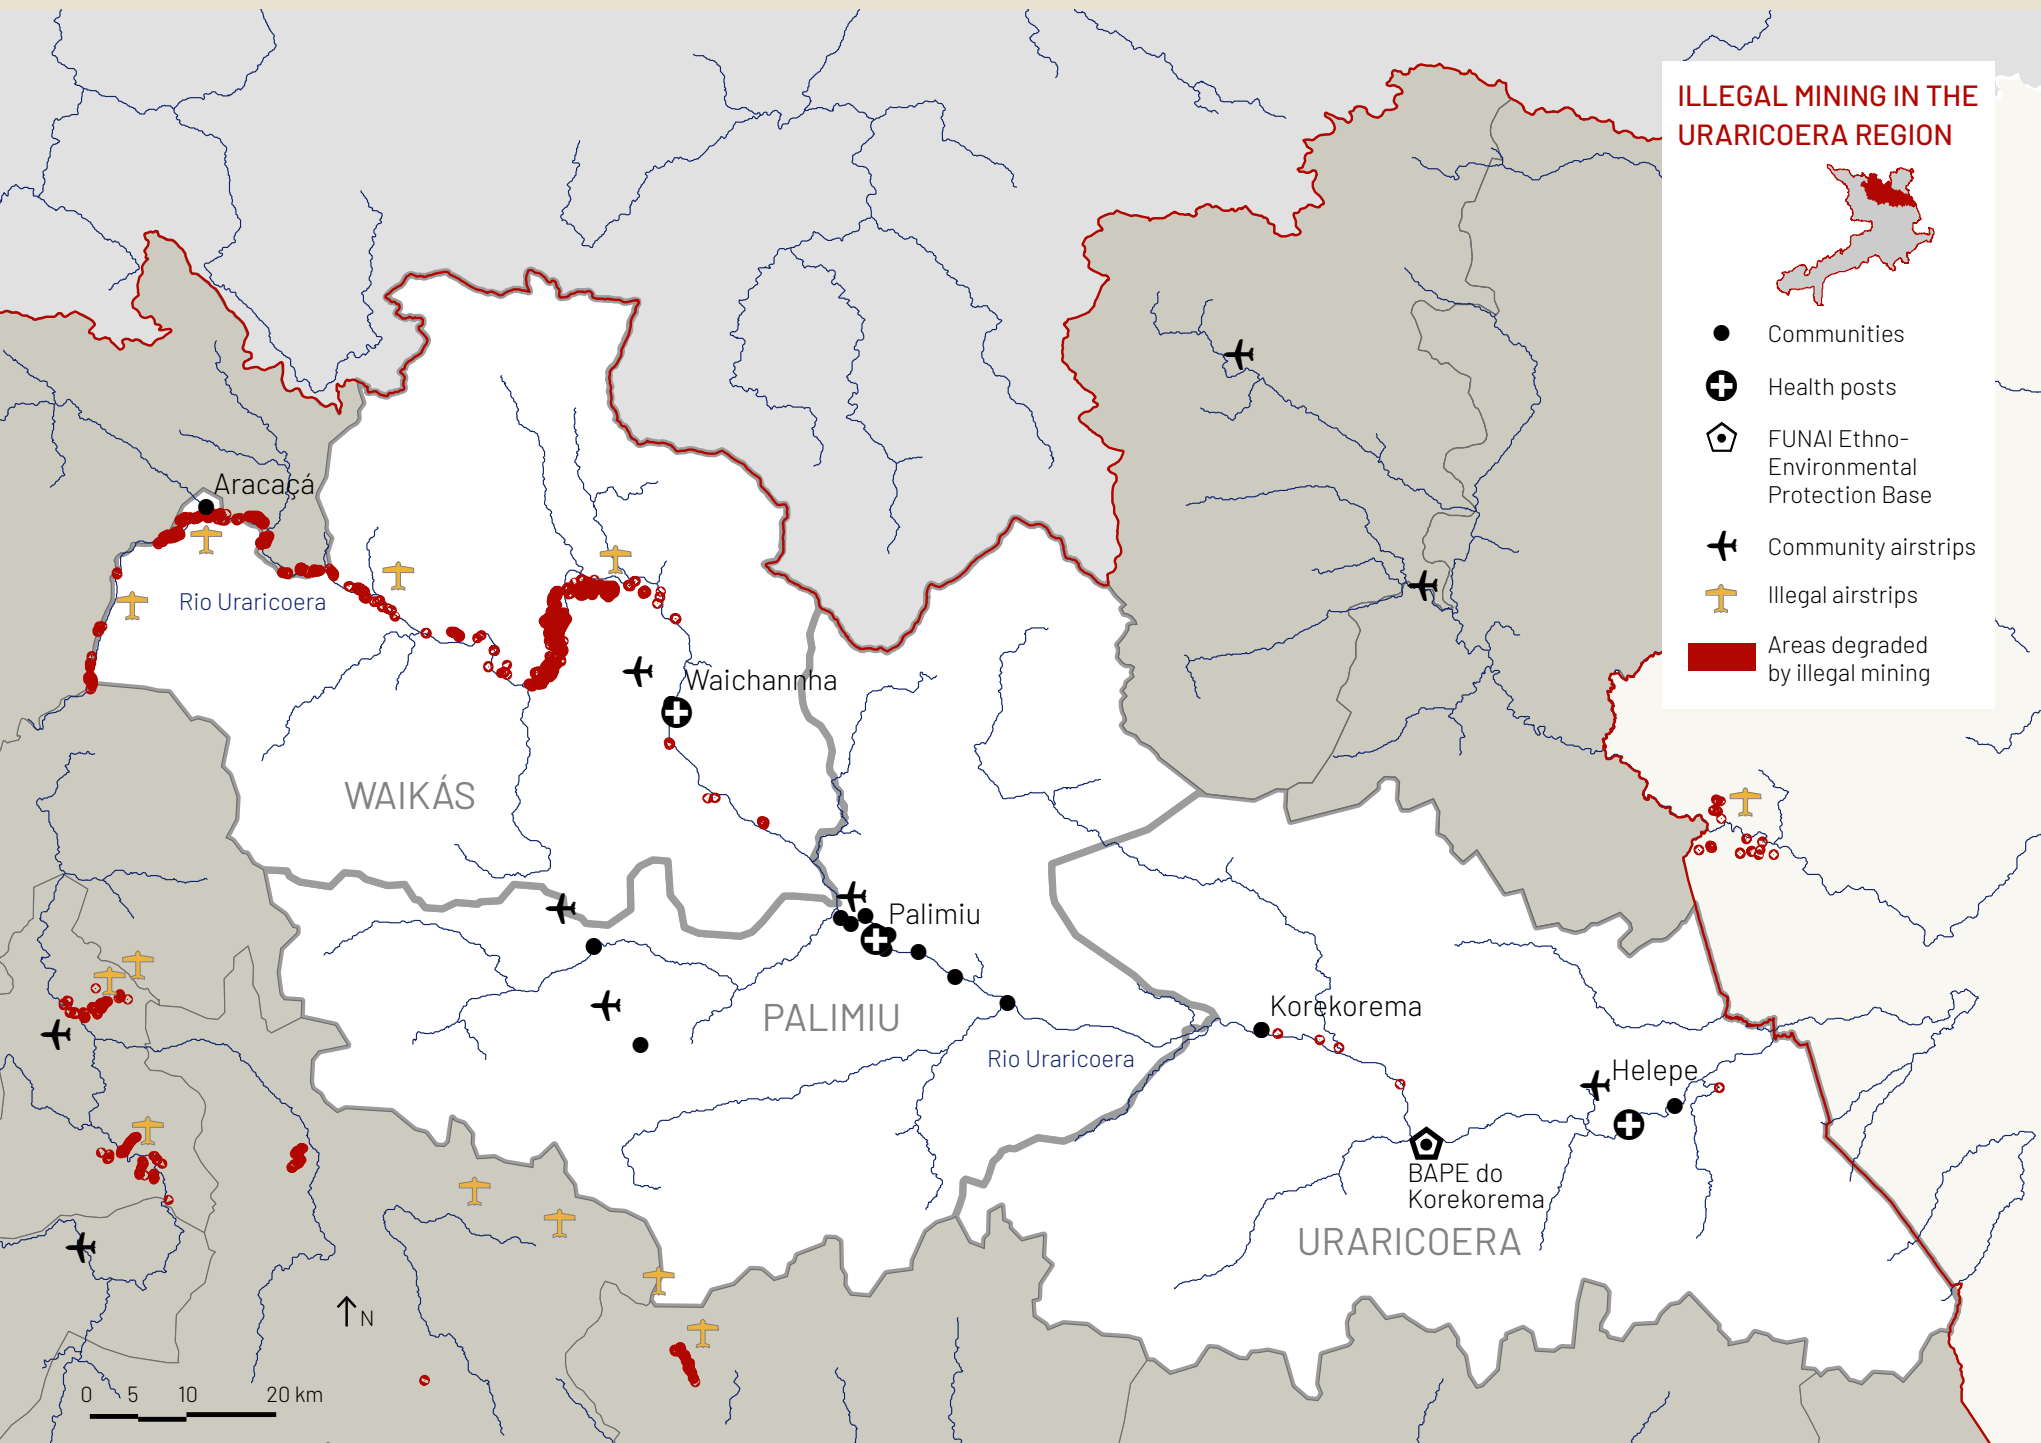 ILLEGAL MINING IN THE
URARICOERA REGION
Communities
Health posts
FUNAI Ethno-
Environmental
Protection Base
Community airstrips
Illegal airstrips
Areas degraded
by illegal mining
Aracaçá
Rio Uraricoera
Waichannha
WAIKÁS
Palimiu
PALIMIU
Rio Uraricoera
Korekorema
Helepe
BAPE do
Korekorema
URARICOERA
N
0 5 10 20 km